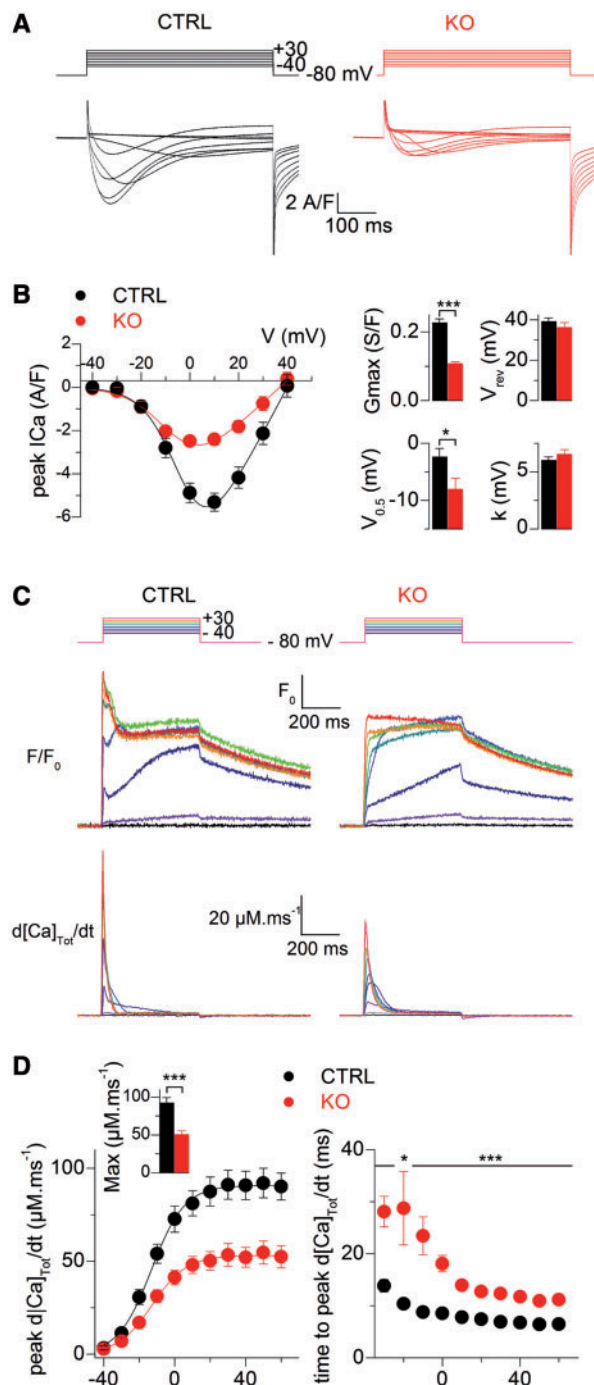 A
CTRL
KO
+30
-40
-80 mV
2 A/F
100 ms
B
CTRL
KO
V (mV)
-40 -20 0 20 40
2
0
-2
-4
-6
peak ICa (A/F)
***
0.2
0.0
Gmax (S/F)
40
20
0
Vrev (mV)
*
0
-10
V0.5 (mV)
5
0
k (mV)
C
CTRL
KO
+30
- 40
- 80 mV
F0
200 ms
F/F0
20 µM.ms-1
200 ms
d[Ca]Tot/dt
D
CTRL
KO
***
100
50
0
Max (µM.ms-1)
100
50
0
peak d[Ca]Tot/dt (µM.ms-1)
-40 0 40
* ***
40
20
0
time to peak d[Ca]Tot/dt (ms)
0 40